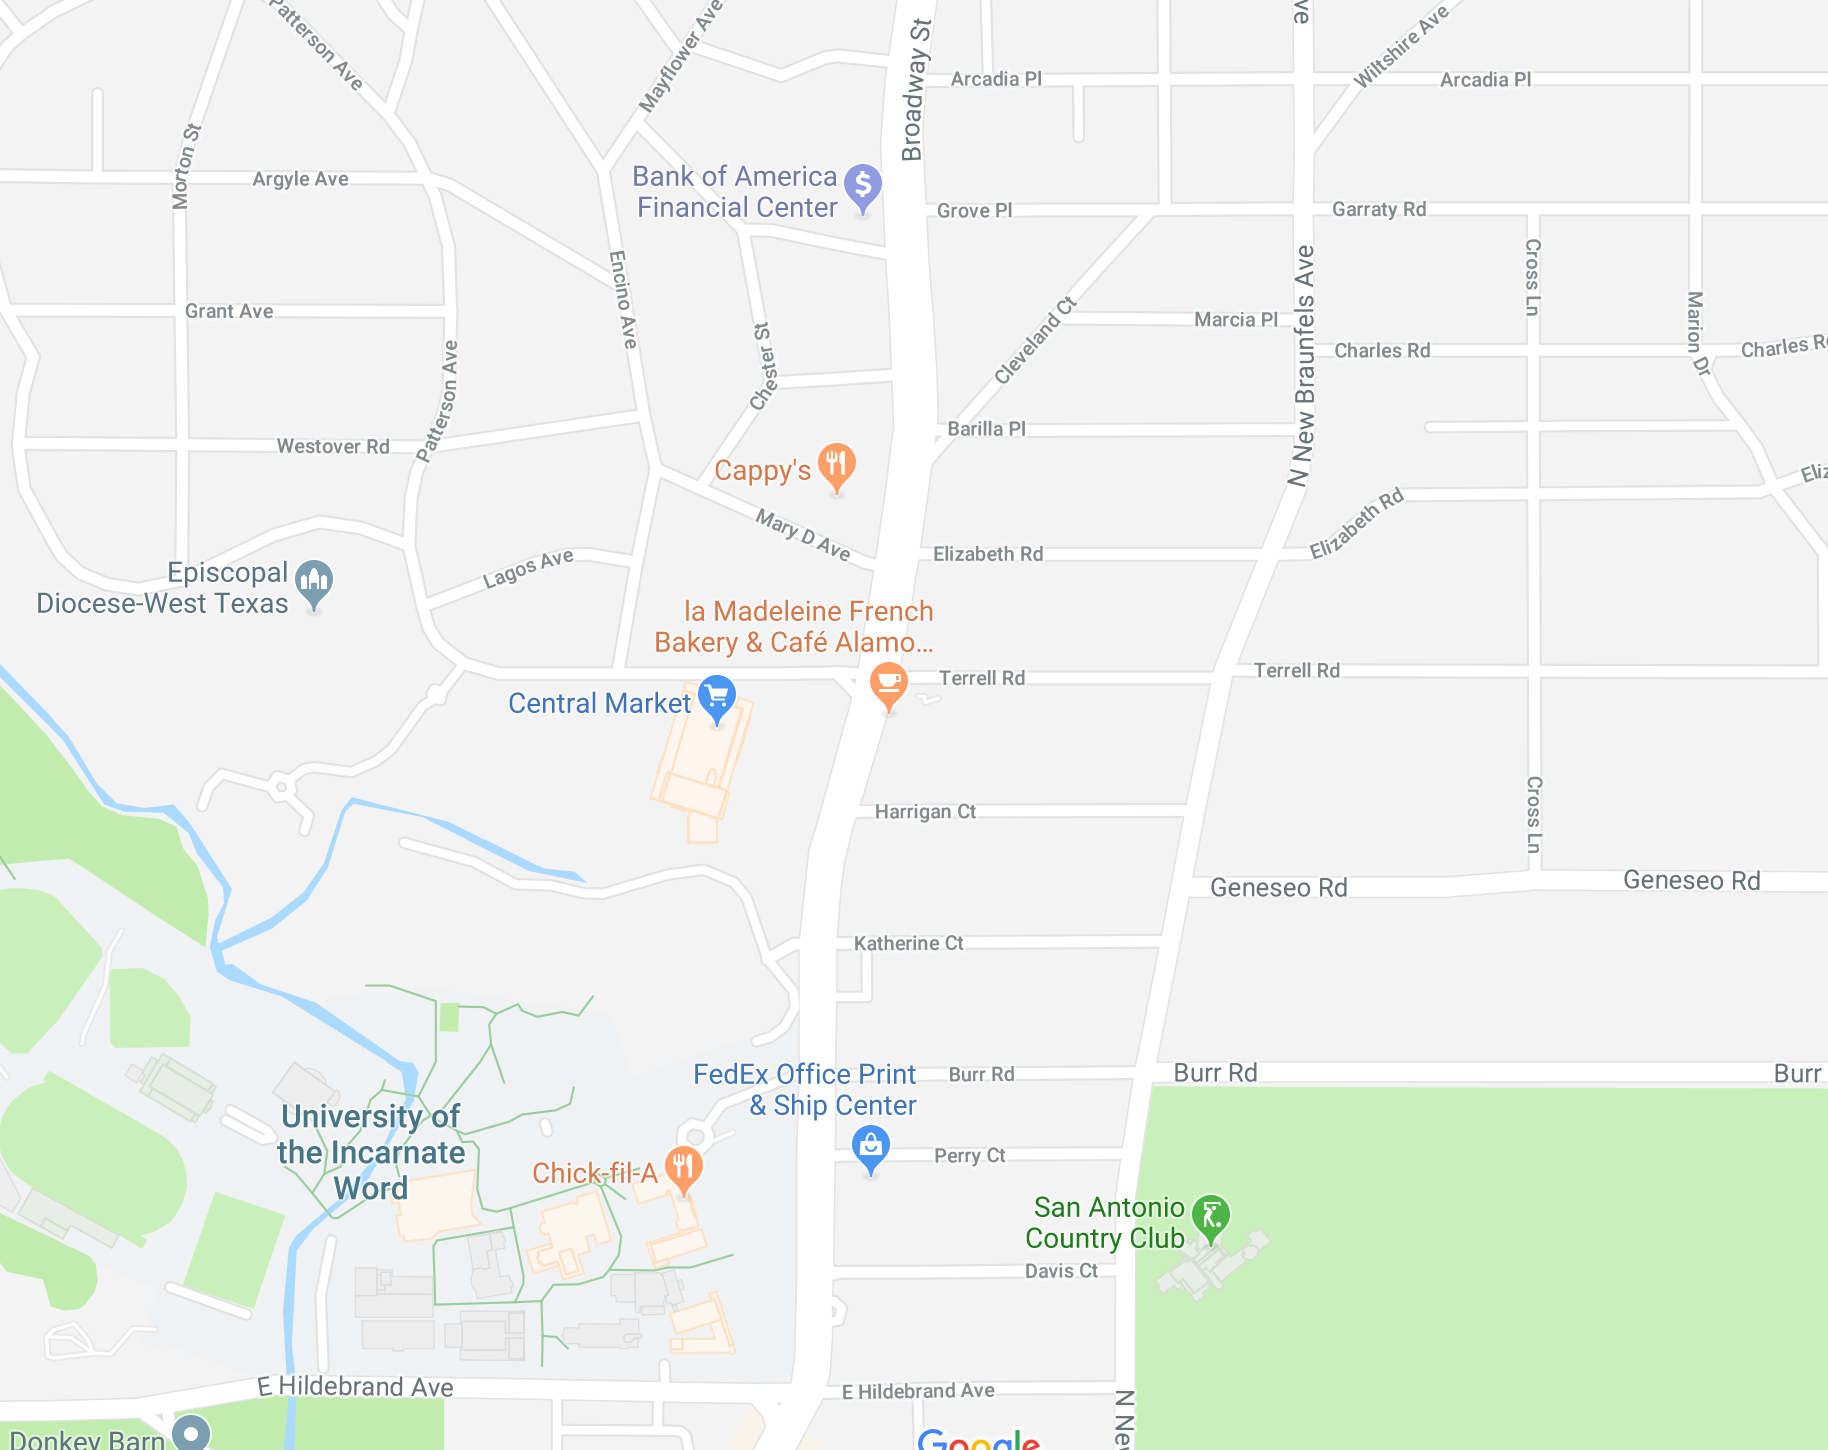 Patterson Ave
Mayflower Ave
Broadway St
ve
Wiltshire Ave
Arcadia Pl
Arcadia Pl
Morton St
Argyle Ave
Bank of America
Financial Center
Grove Pl
Garraty Rd
Encino Ave
N New Braunfels Ave
Cross Ln
Marion Dr
Grant Ave
Chester St
Cleveland Ct
Marcia Pl
Charles Rd
Charles Rd
Patterson Ave
Westover Rd
Barilla Pl
Cappy's
Eliz
Mary D Ave
Elizabeth Rd
Elizabeth Rd
Lagos Ave
Episcopal
Diocese-West Texas
la Madeleine French
Bakery & Café Alamo...
Terrell Rd
Terrell Rd
Central Market
Harrigan Ct
Cross Ln
Geneseo Rd
Geneseo Rd
Katherine Ct
FedEx Office Print
& Ship Center
Burr Rd
Burr Rd
Burr
University of
the Incarnate
Word
Chick-fil-A
Perry Ct
San Antonio
Country Club
Davis Ct
E Hildebrand Ave
E Hildebrand Ave
N New
Donkey Barn
Google